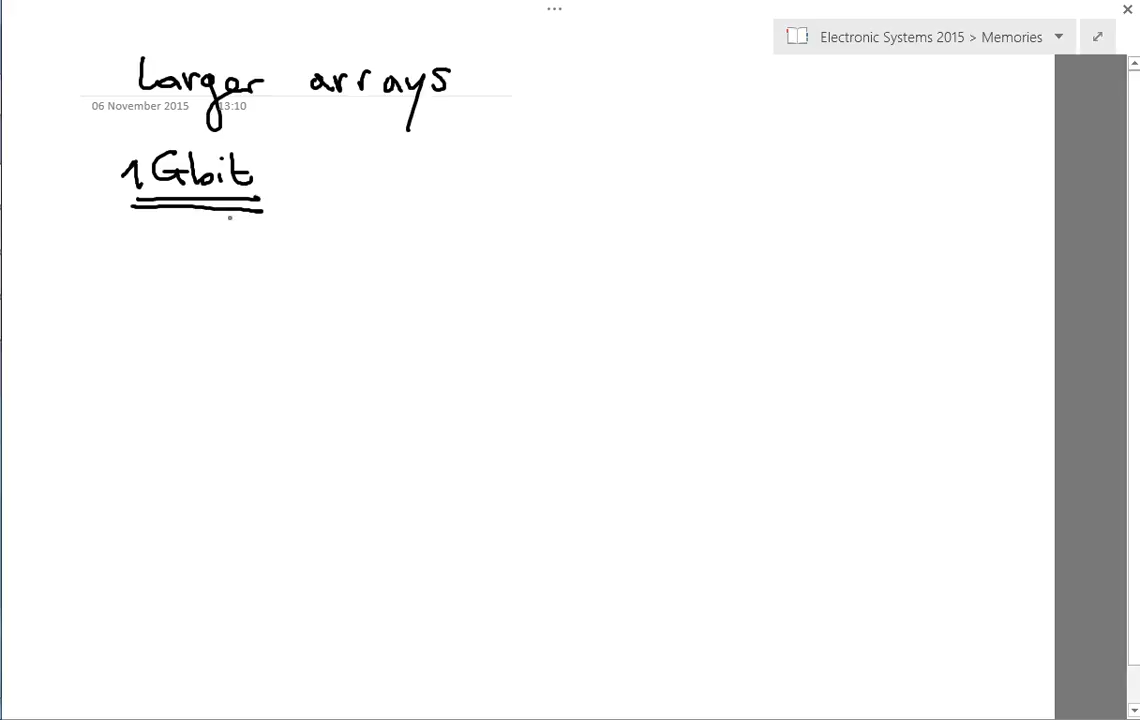 Electronic Systems 2015 > Memories
Larger arrays
06 November 2015 13:10
1 Gbit